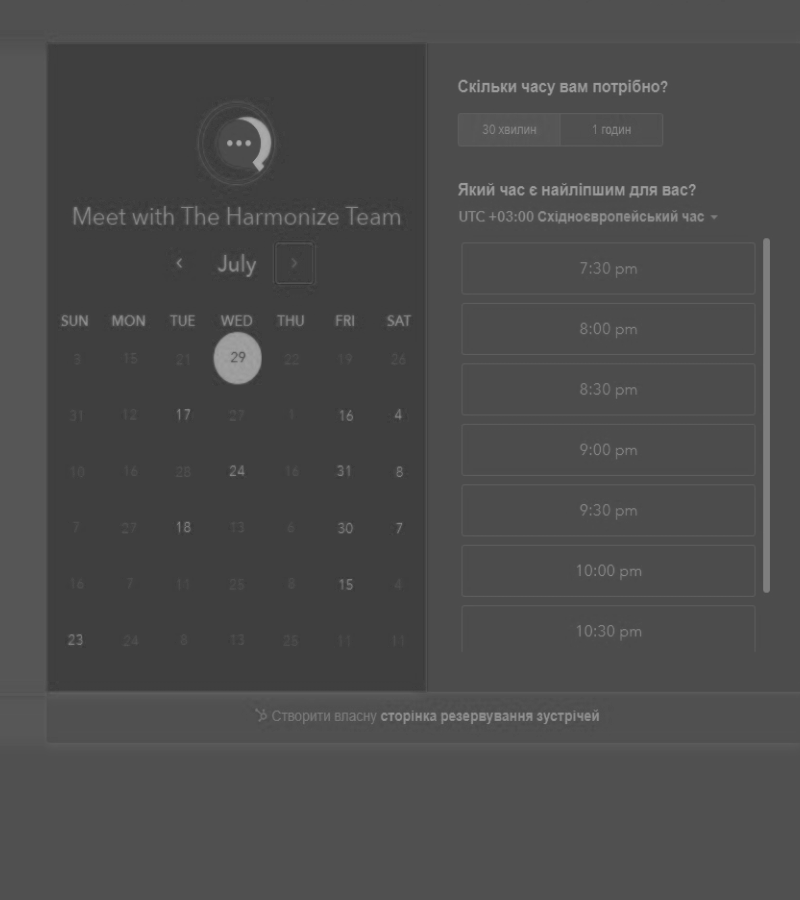 Meet with The Harmonize Team
July
SUN MON TUE WED THU FRI SAT
3 15 21 29 22 19 26
31 12 17 27 1 16 4
10 16 28 24 16 31 8
7 27 18 13 6 30 7
16 7 11 25 8 15 4
23 24 8 13 25 11 11
Скільки часу вам потрібно?
30 хвилин 1 годин
Який час є найліпшим для вас?
UTC +03:00 Східноєвропейський час
7:30 pm
8:00 pm
8:30 pm
9:00 pm
9:30 pm
10:00 pm
10:30 pm
Створити власну сторінка резервування зустрічей